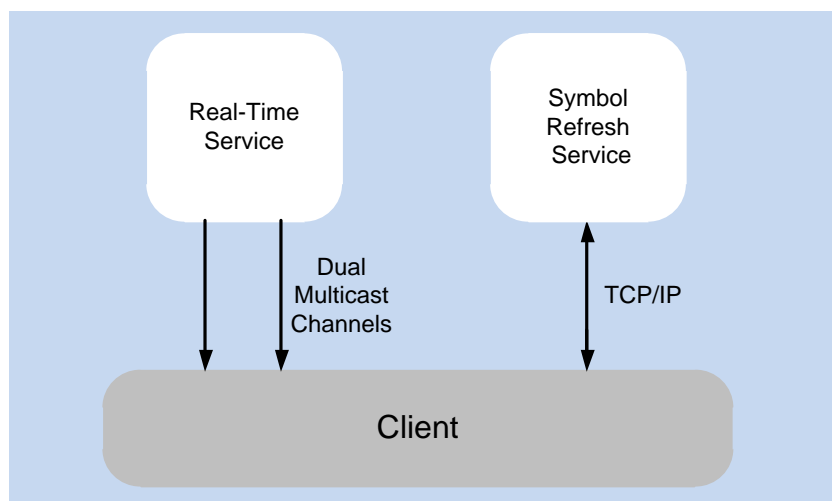 Real-Time
Service
Symbol
Refresh
Service
Dual
Multicast
Channels
TCP/IP
Client